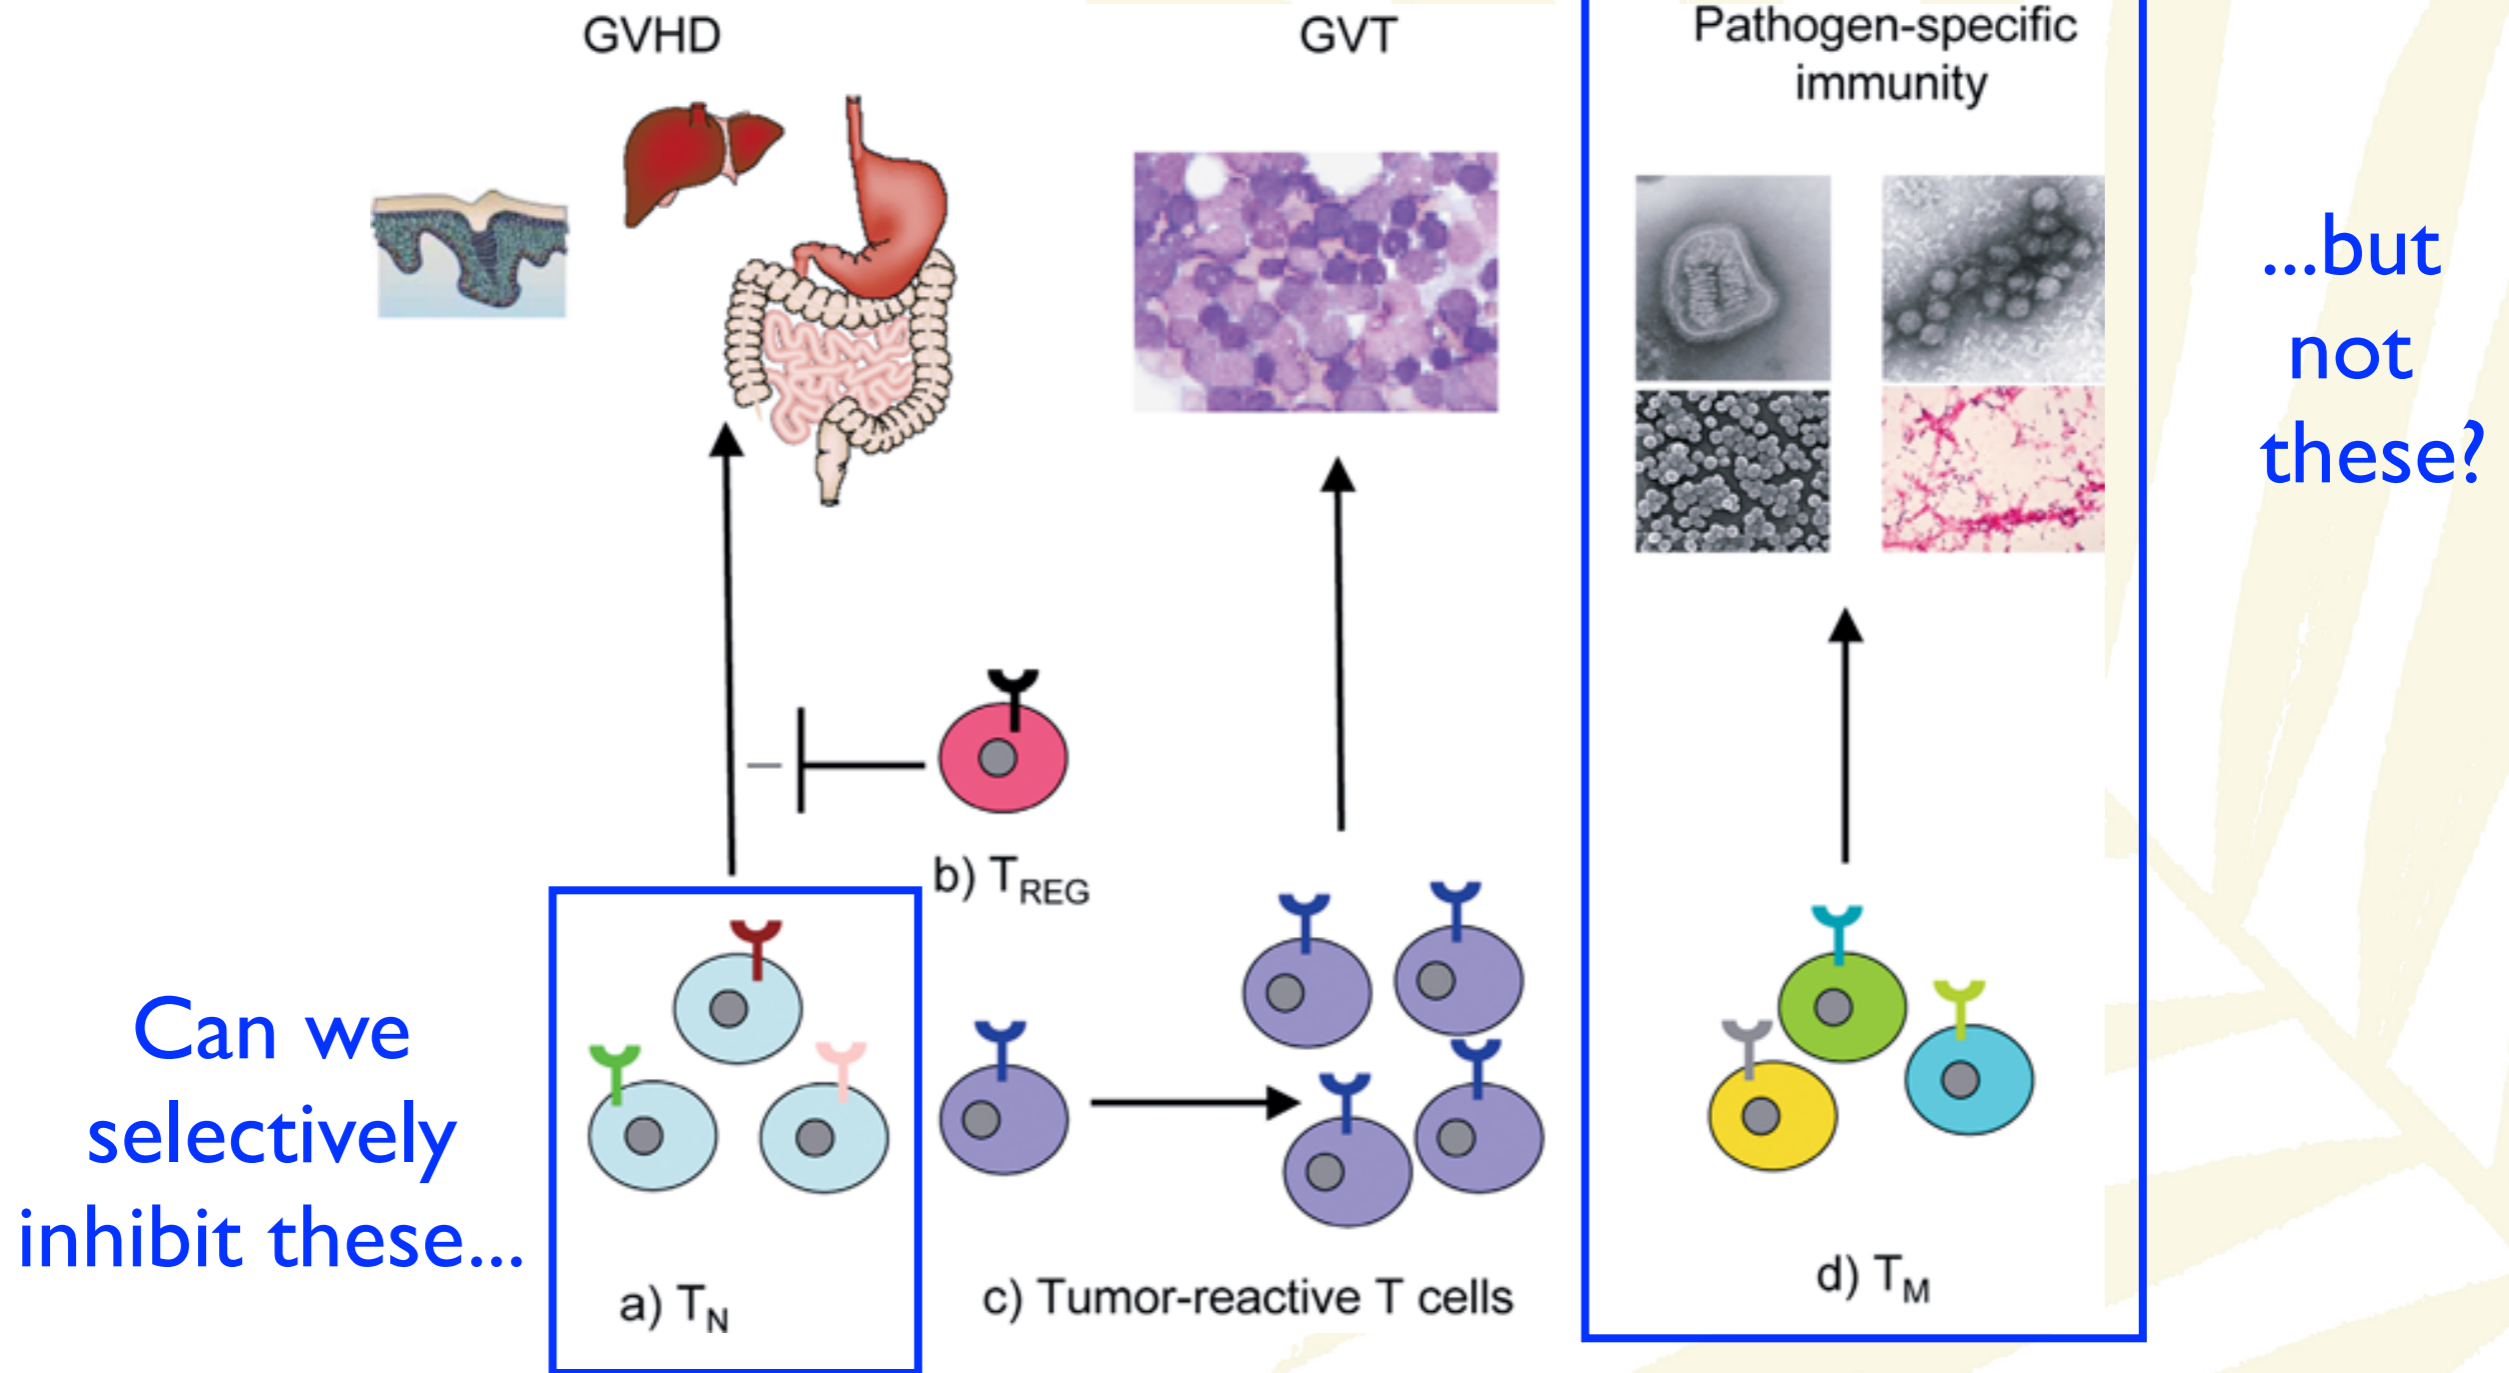 GVHD
GVT
Pathogen-specific
immunity
...but
not
these?
b) TREG
Can we
selectively
inhibit these...
a) TN
c) Tumor-reactive T cells
d) TM